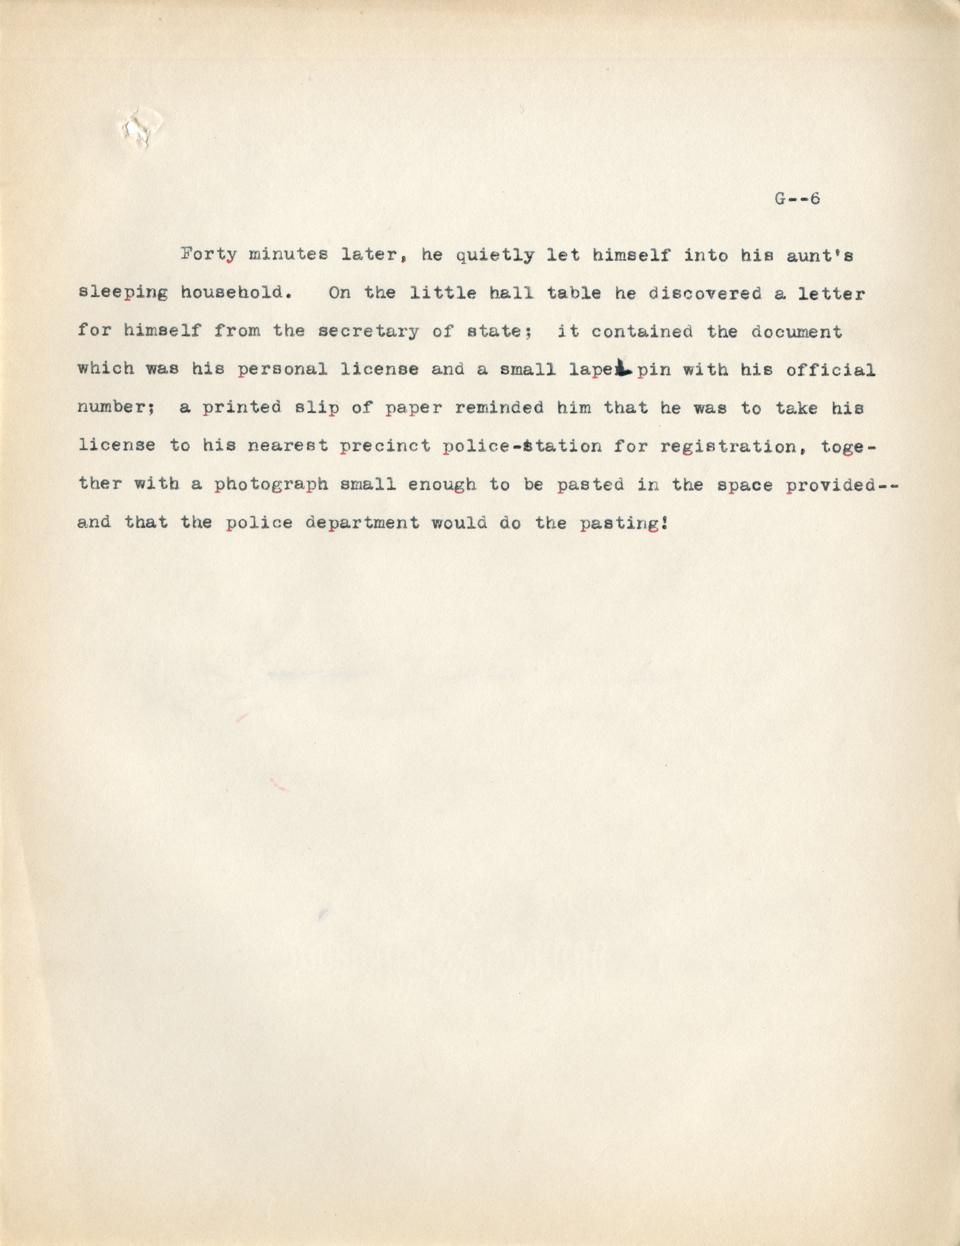 G--6
Forty minutes later, he quietly let himself into his aunt's
sleeping household.   On the little hall table he discovered a letter
for himself from the secretary of state;  it contained the document
which was his personal license and a small lapel pin with his official
number;  a printed slip of paper reminded him that he was to take his
license to his nearest precinct police-station for registration, toge-
ther with a photograph small enough to be pasted in the space provided--
and that the police department would do the pasting!